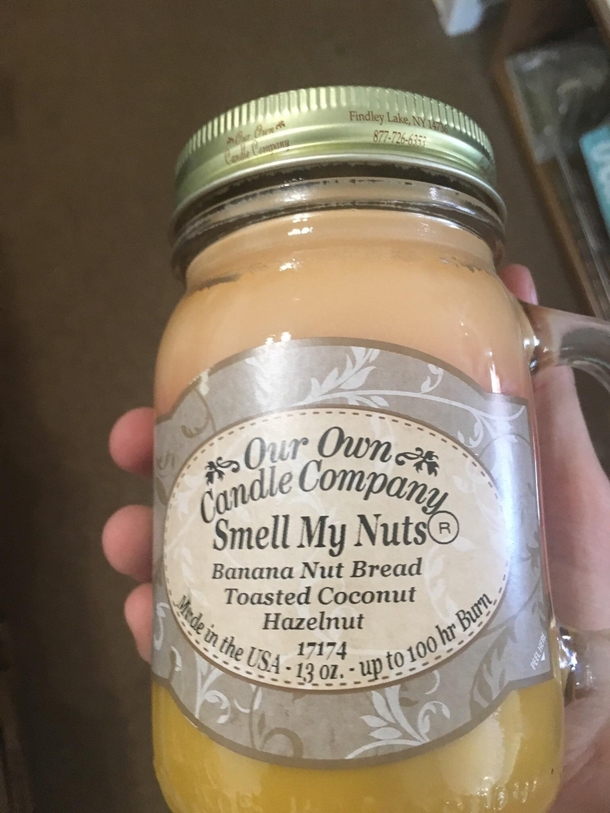 Our Own
Candle Company
Findley Lake, NY
877-726-6
Our Own
Candle Company
Smell My Nuts®
Banana Nut Bread
Toasted Coconut
Hazelnut
17174
Made in the USA - 13 oz. - up to 100 hr Burn